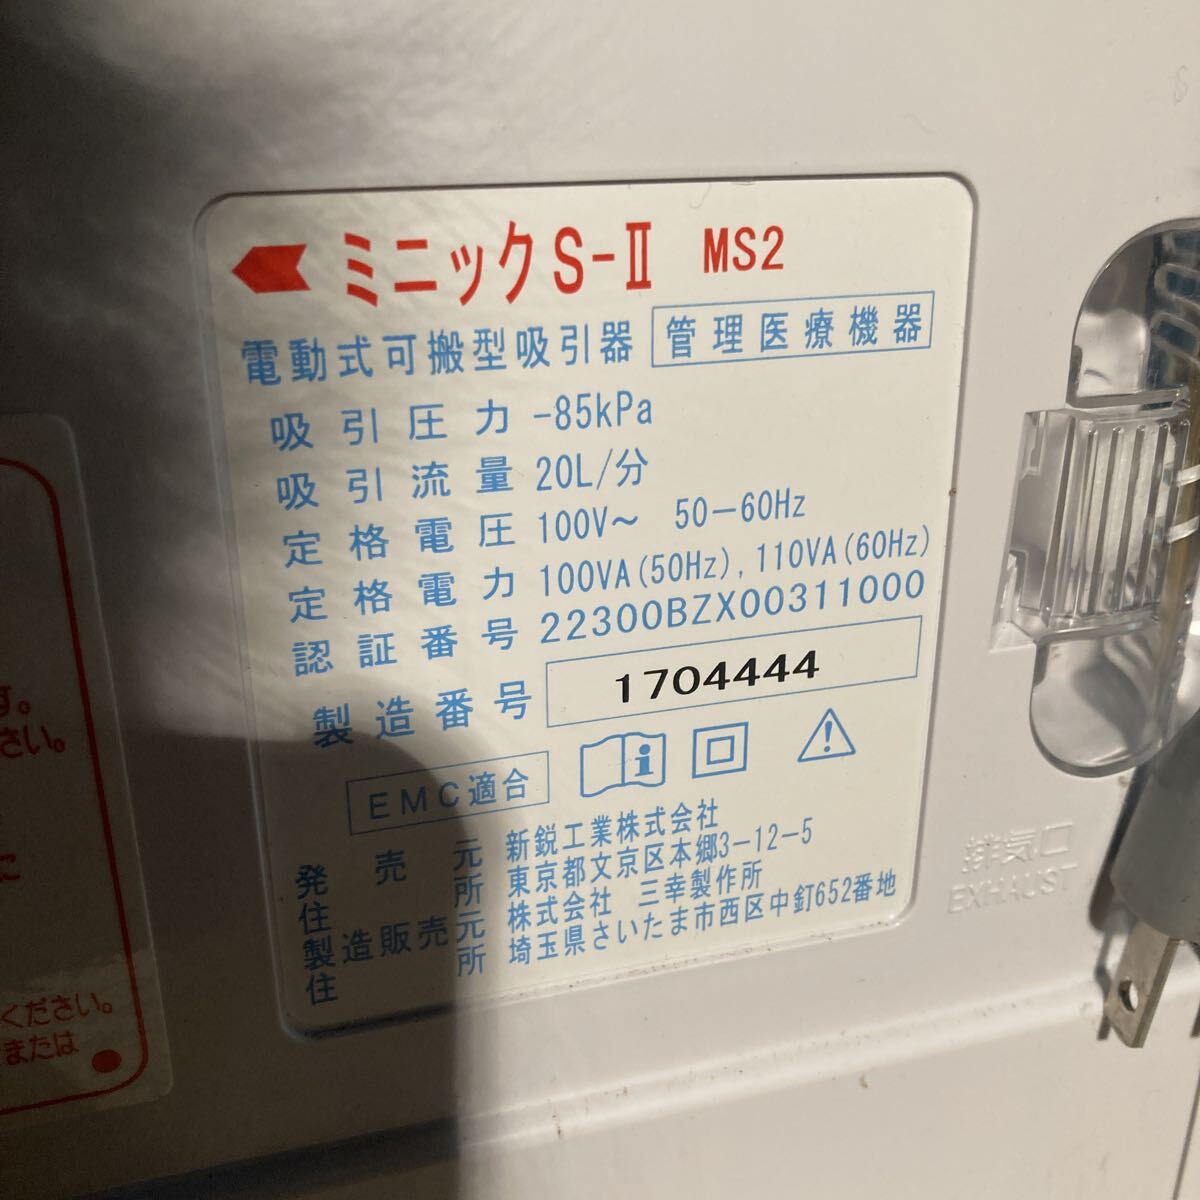 ミニックS-Ⅱ MS2
電動式可搬型吸引器 管理医療機器
吸引圧力 -85kPa
吸引流量 20L/分
定格電圧 100V～ 50－60Hz
定格電力 100VA(50Hz),110VA(60Hz)
認証番号 22300BZX00311000
製造番号 1704444
EMC適合
発売元 新鋭工業株式会社
住所 東京都文京区本郷3-12-5
製造販売元 株式会社 三幸製作所
住所 埼玉県さいたま市西区中釘652番地
排気口
EXHAUST
す。
さい。
に
ください。
または